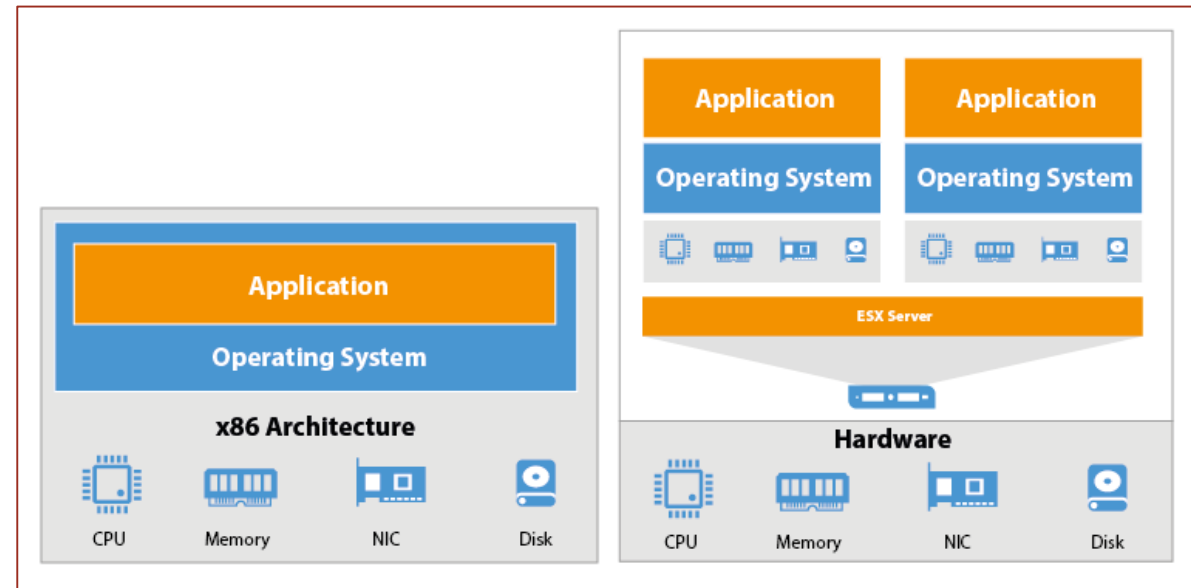 Application
Operating System
x86 Architecture
CPU Memory NIC Disk
Application Application
Operating System Operating System
ESX Server
Hardware
CPU Memory NIC Disk